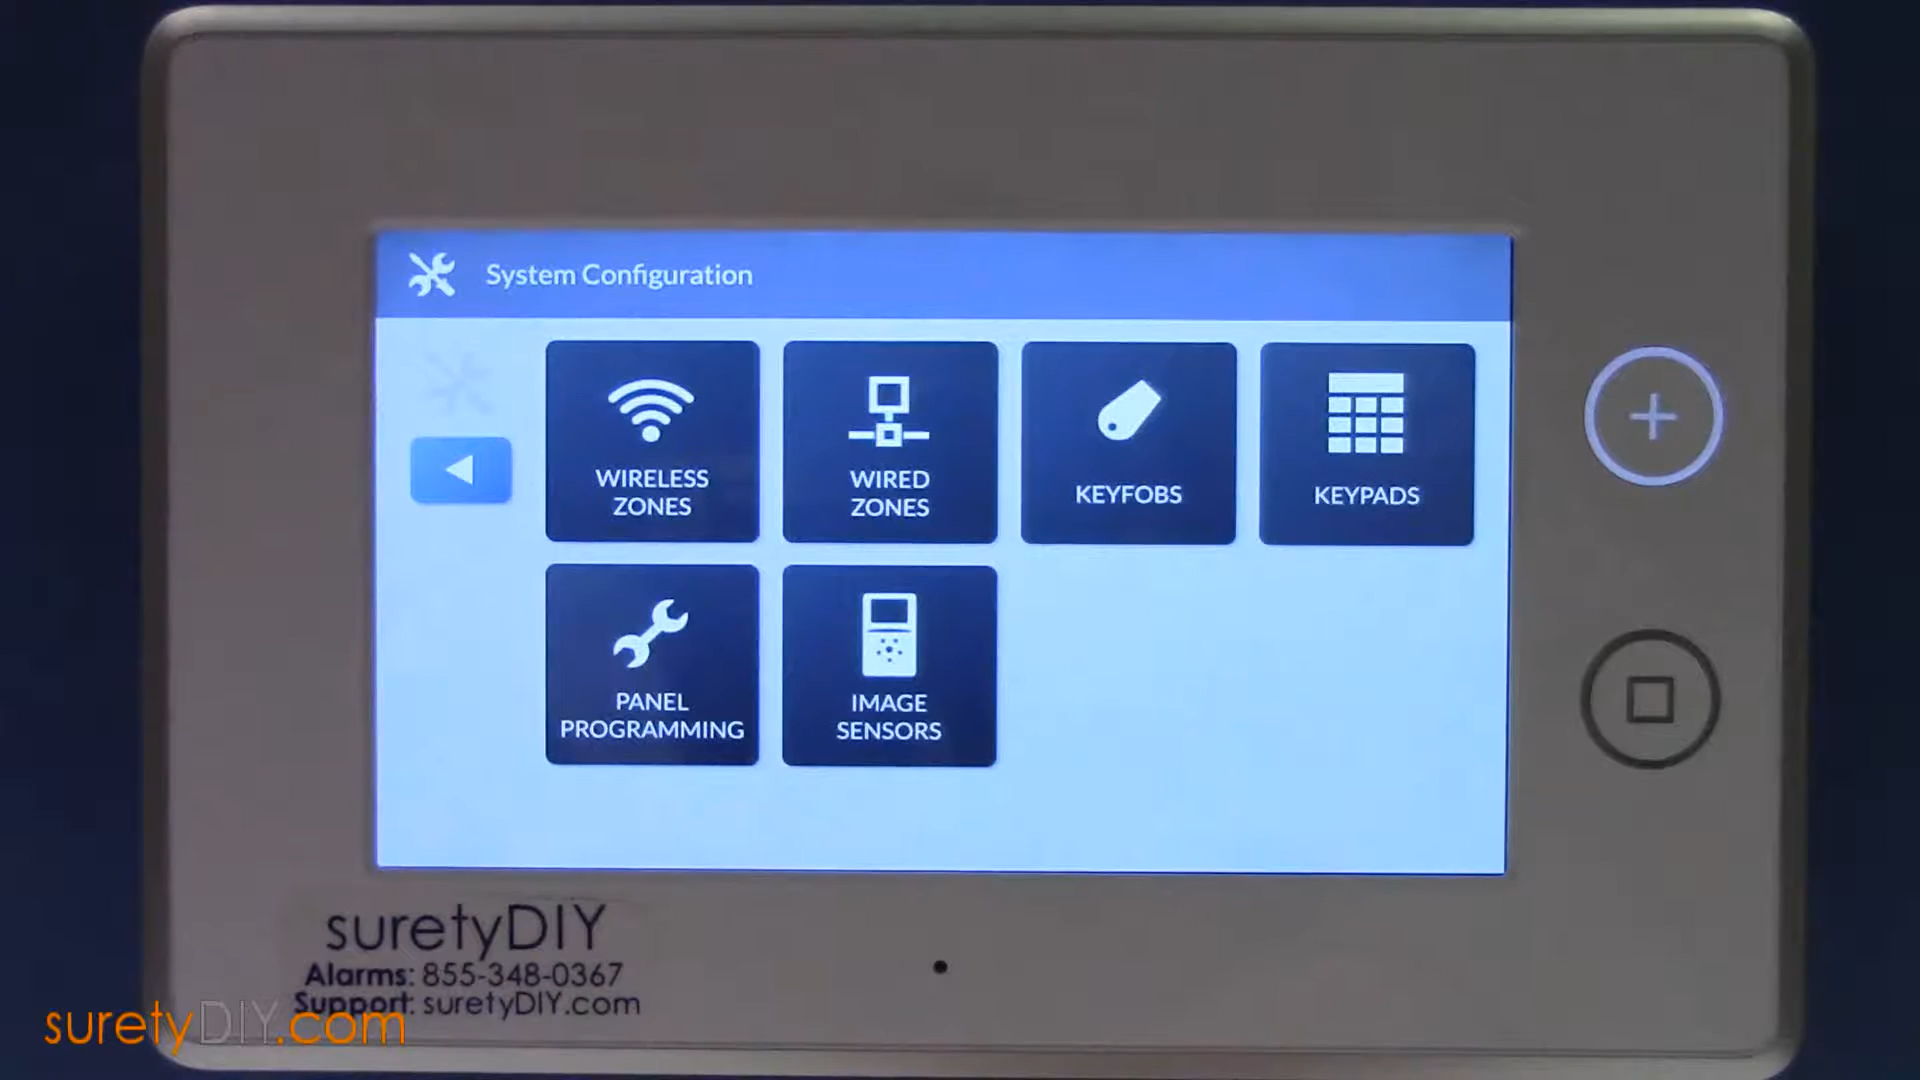 System Configuration
WIRELESS
ZONES
WIRED
ZONES
KEYFOBS
KEYPADS
PANEL
PROGRAMMING
IMAGE
SENSORS
suretyDIY
Alarms: 855-348-0367
Support: suretyDIY.com
suretyDIY.com